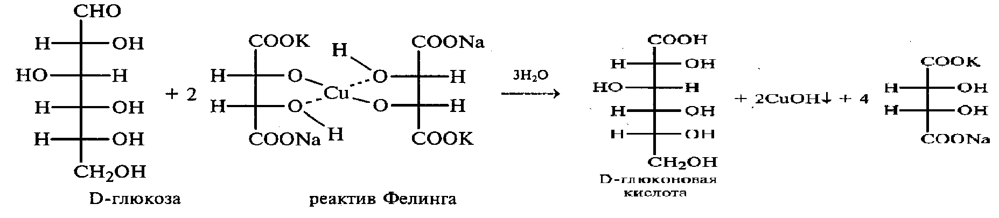 CHO
H OH
HO H
H OH
H OH
CH₂OH
D-глюкоза
+ 2
COOK
H O
H O
COONa
H
Cu
H
COONa
O H
O H
COOK
реактив Фелинга
3H₂O
COOH
H OH
HO H
H OH
H OH
CH₂OH
D-глюконовая
кислота
+ 2CuOH↓ + 4
COOK
H OH
H OH
COONa